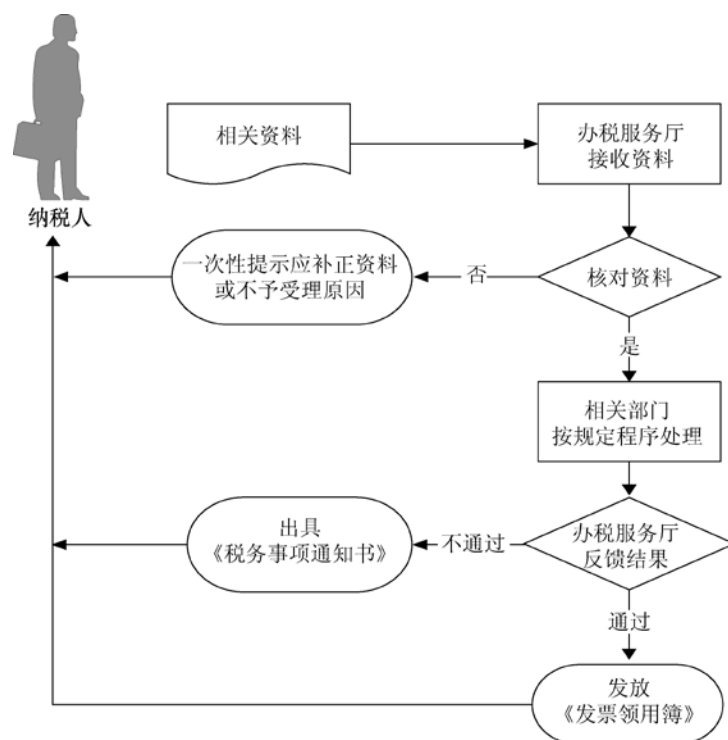 相关资料
办税服务厅
接收资料
纳税人
一次性提示应补正资料
或不予受理原因
否
核对资料
是
相关部门
按规定程序处理
出具
《税务事项通知书》
不通过
办税服务厅
反馈结果
通过
发放
《发票领用簿》